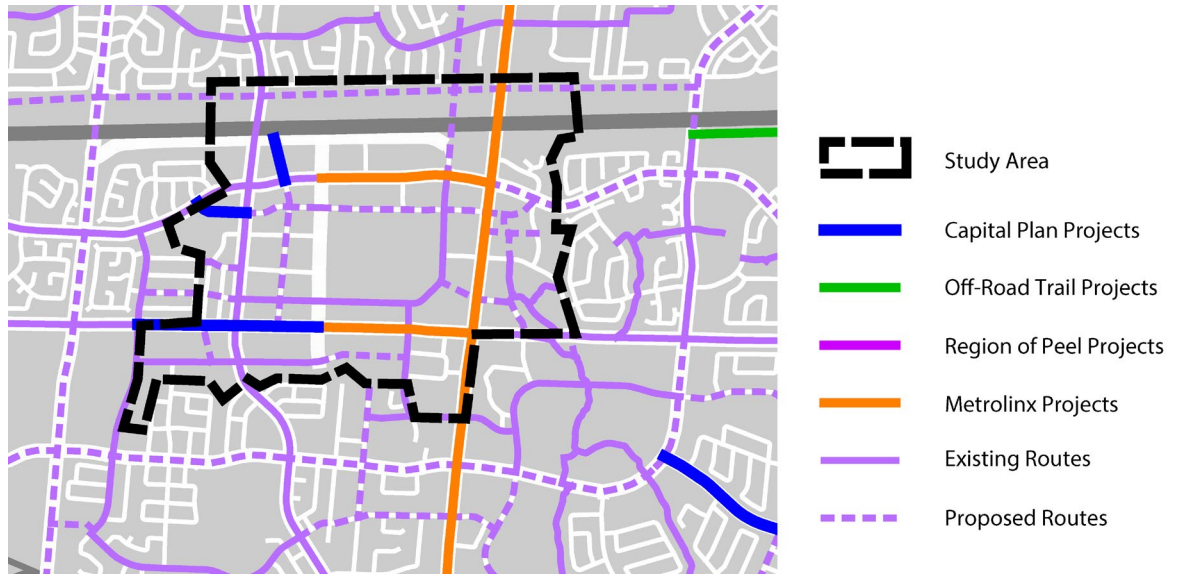 Study Area
Capital Plan Projects
Off-Road Trail Projects
Region of Peel Projects
Metrolinx Projects
Existing Routes
Proposed Routes